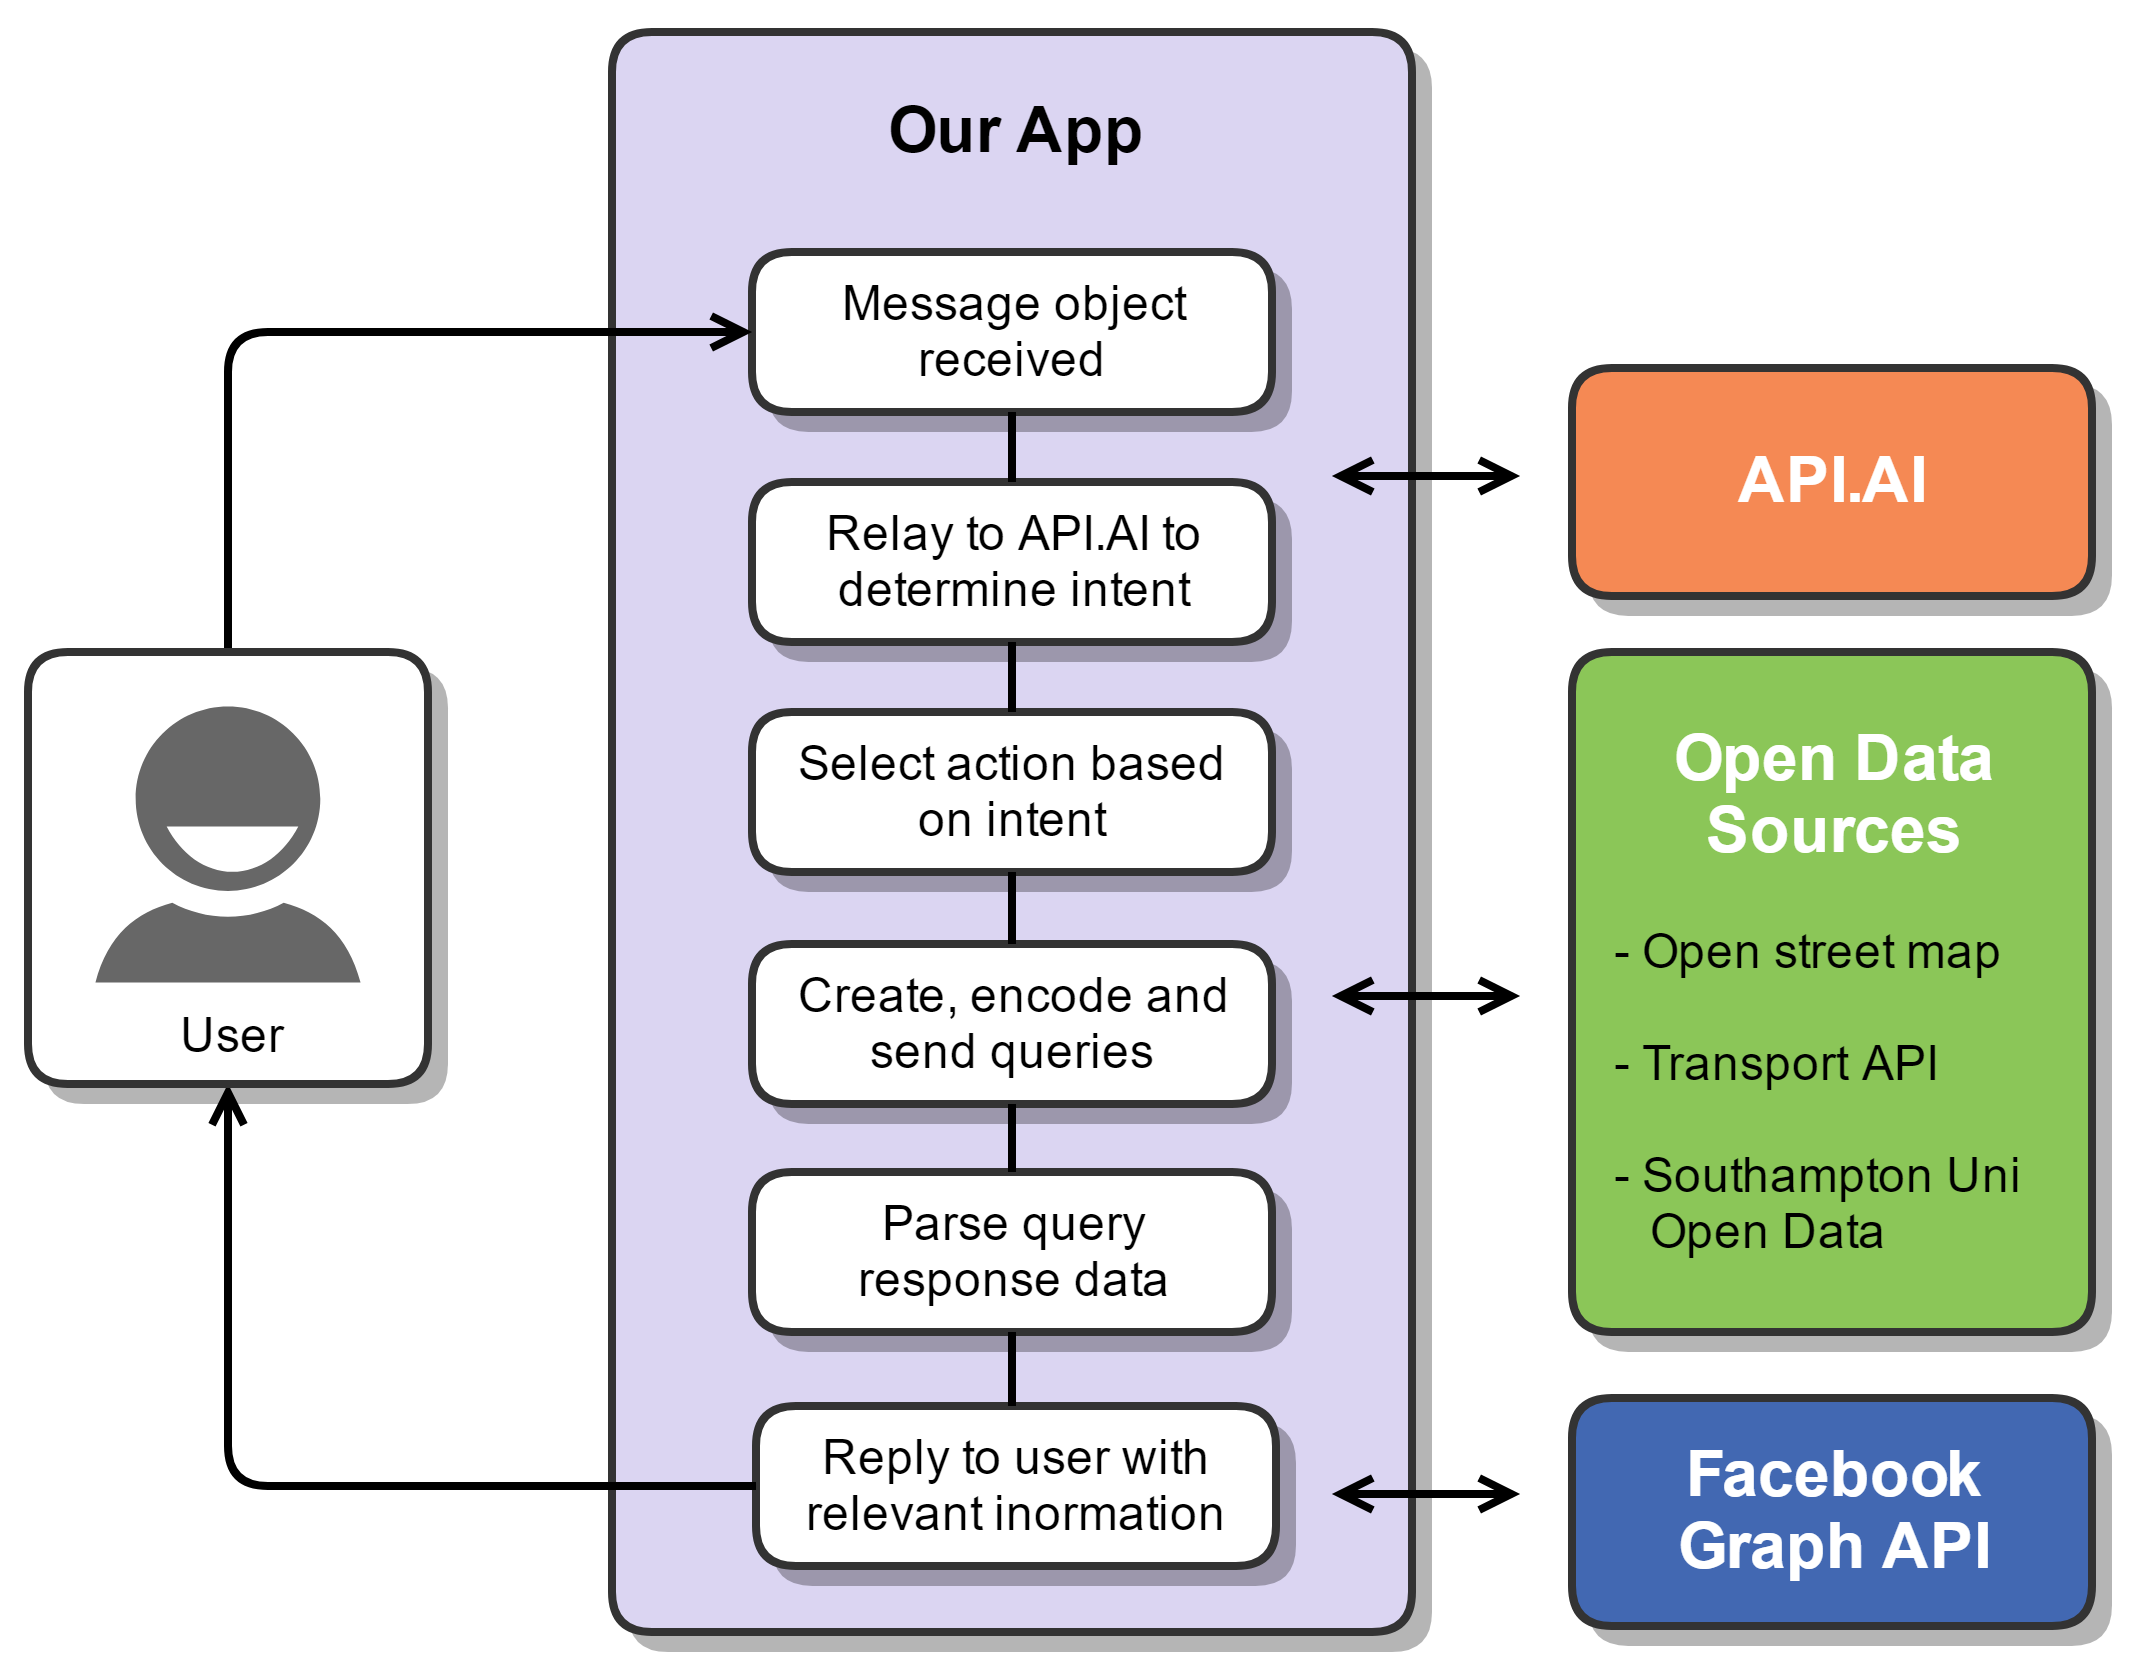 Our App
Message object
received
Relay to API.AI to
determine intent
Select action based
on intent
Create, encode and
send queries
Parse query
response data
Reply to user with
relevant inormation
User
API.AI
Open Data
Sources
- Open street map
- Transport API
- Southampton Uni
Open Data
Facebook
Graph API